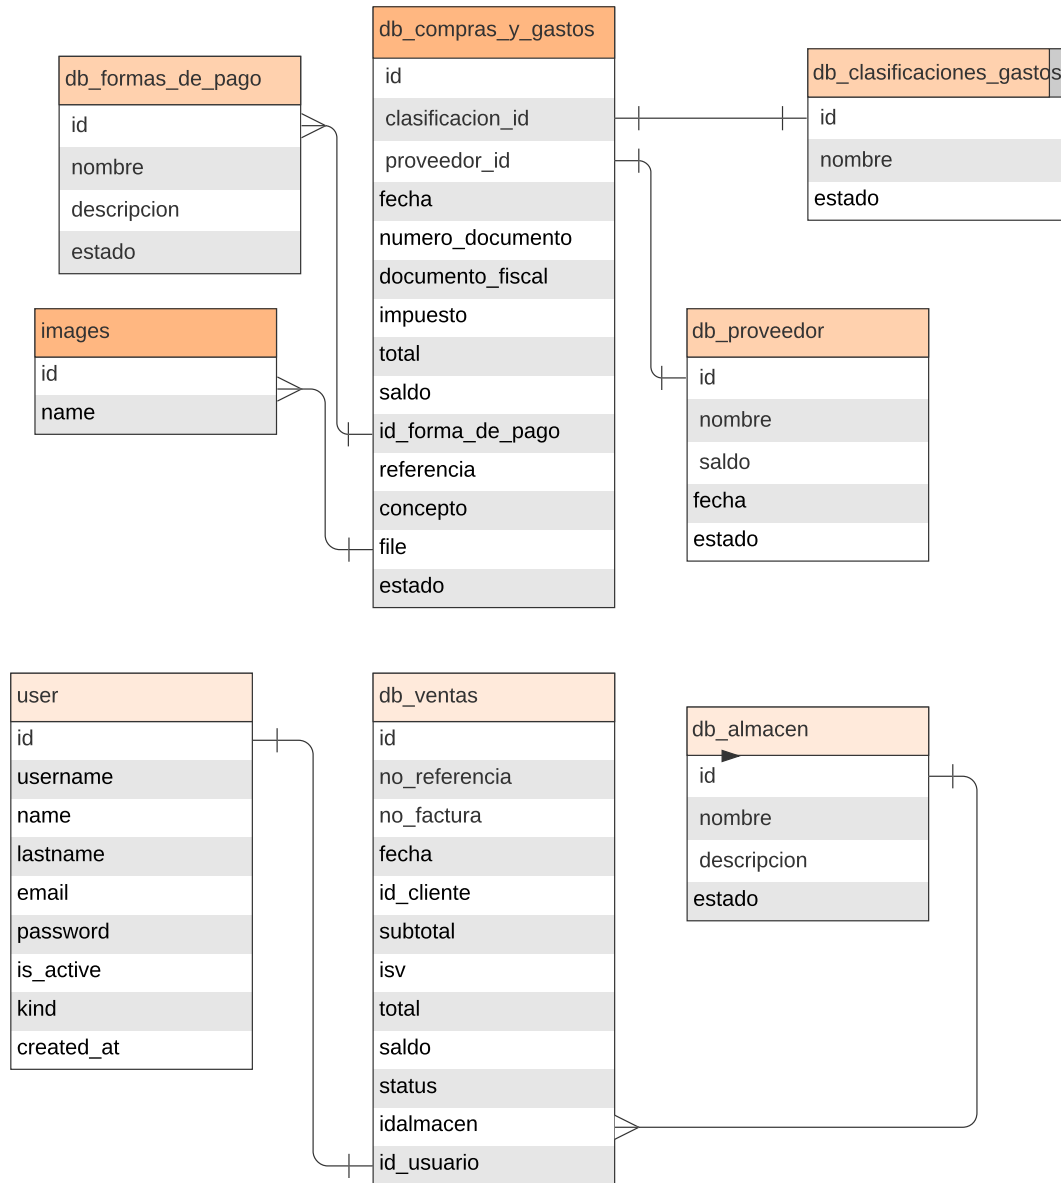 db_formas_de_pago
id
nombre
descripcion
estado
images
id
name
db_compras_y_gastos
id
clasificacion_id
proveedor_id
fecha
numero_documento
documento_fiscal
impuesto
total
saldo
id_forma_de_pago
referencia
concepto
file
estado
db_clasificaciones_gastos
id
nombre
estado
db_proveedor
id
nombre
saldo
fecha
estado
user
id
username
name
lastname
email
password
is_active
kind
created_at
db_ventas
id
no_referencia
no_factura
fecha
id_cliente
subtotal
isv
total
saldo
status
idalmacen
id_usuario
db_almacen
id
nombre
descripcion
estado